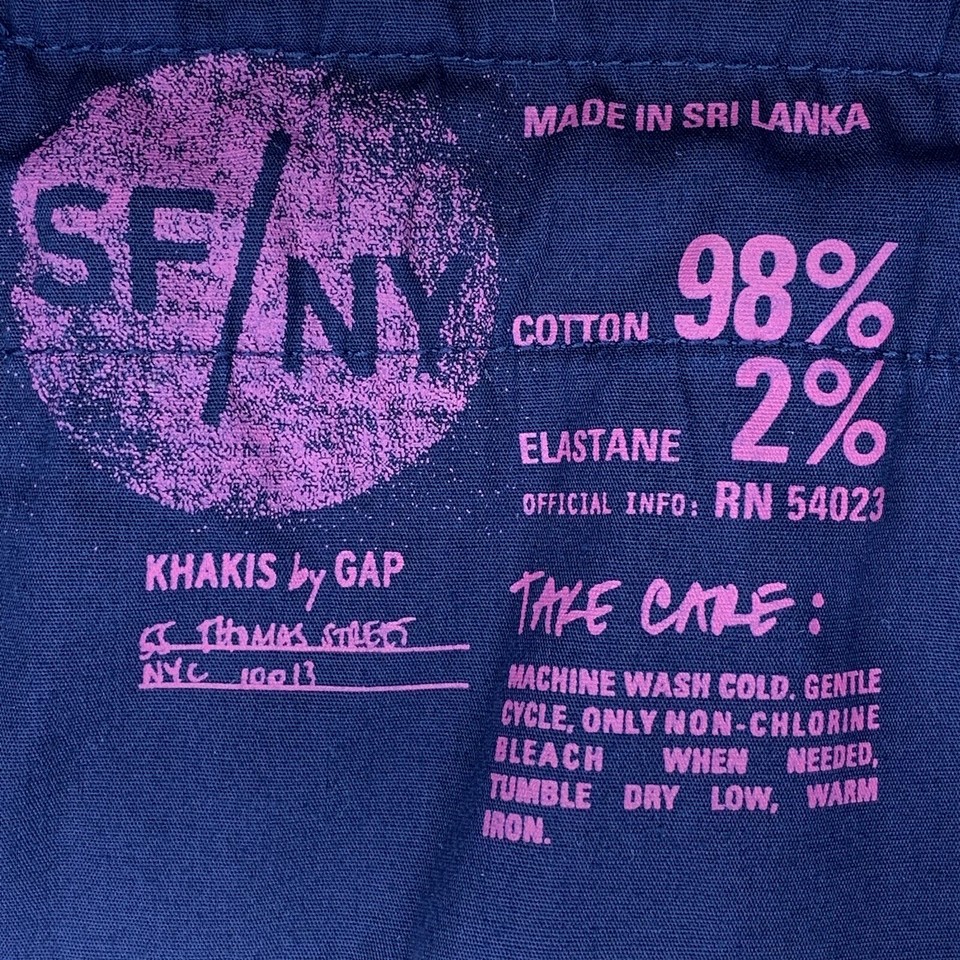 SF/NY
KHAKIS by GAP
55 THOMAS STREET
NYC 10013
MADE IN SRI LANKA
COTTON 98%
ELASTANE 2%
OFFICIAL INFO: RN 54023
TAKE CARE:
MACHINE WASH COLD. GENTLE
CYCLE, ONLY NON-CHLORINE
BLEACH WHEN NEEDED,
TUMBLE DRY LOW, WARM
IRON.